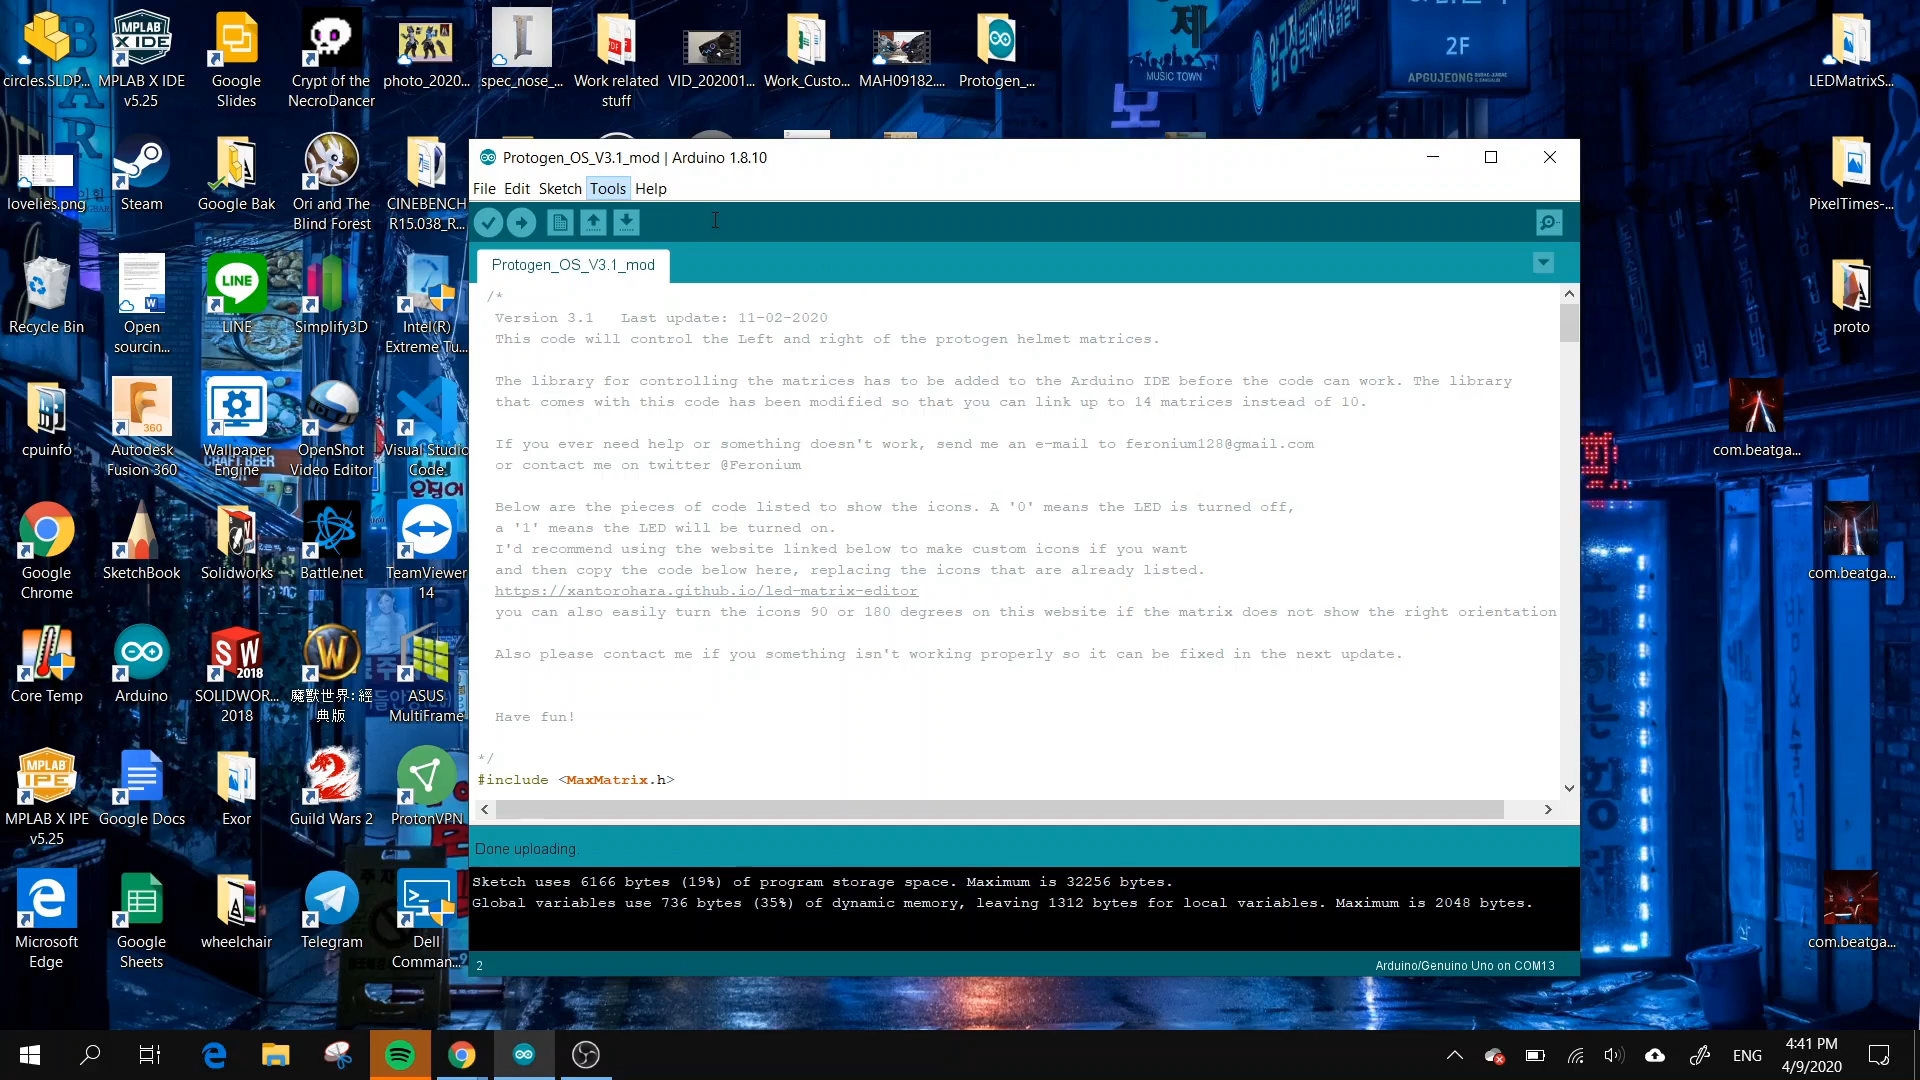 circles.SLDP...
MPLAB X IDE
v5.25
Google
Slides
Crypt of the
NecroDancer
photo_2020...
spec_nose_...
Work related
stuff
VID_202001...
Work_Custo...
MAH09182....
Protogen_...
LEDMatrixS...
MUSIC TOWN
2F
APGUJEONG
lovelies.png
Steam
Google Bak
Ori and The
Blind Forest
CINEBENCH
R15.038_R...
PixelTimes-...
Recycle Bin
Open
sourcin...
LINE
Simplify3D
Intel(R)
Extreme Tu...
proto
cpuinfo
Autodesk
Fusion 360
Wallpaper
Engine
OpenShot
Video Editor
Visual Studio
Code
com.beatga...
Google
Chrome
SketchBook
Solidworks
Battle.net
TeamViewer
14
com.beatga...
Core Temp
Arduino
SOLIDWOR...
2018
魔獸世界: 經
典版
ASUS
MultiFrame
MPLAB X IPE
v5.25
Google Docs
Exor
Guild Wars 2
ProtonVPN
Microsoft
Edge
Google
Sheets
wheelchair
Telegram
Dell
Comman...
com.beatga...
Protogen_OS_V3.1_mod | Arduino 1.8.10
File Edit Sketch Tools Help
Protogen_OS_V3.1_mod
/*
Version 3.1   Last update: 11-02-2020
This code will control the Left and right of the protogen helmet matrices.
The library for controlling the matrices has to be added to the Arduino IDE before the code can work. The library
that comes with this code has been modified so that you can link up to 14 matrices instead of 10.
If you ever need help or something doesn't work, send me an e-mail to feronium128@gmail.com
or contact me on twitter @Feronium
Below are the pieces of code listed to show the icons. A '0' means the LED is turned off,
a '1' means the LED will be turned on.
I'd recommend using the website linked below to make custom icons if you want
and then copy the code below here, replacing the icons that are already listed.
https://xantorohara.github.io/led-matrix-editor
you can also easily turn the icons 90 or 180 degrees on this website if the matrix does not show the right orientation
Also please contact me if you something isn't working properly so it can be fixed in the next update.
Have fun!
*/
#include <MaxMatrix.h>
Done uploading.
Sketch uses 6166 bytes (19%) of program storage space. Maximum is 32256 bytes.
Global variables use 736 bytes (35%) of dynamic memory, leaving 1312 bytes for local variables. Maximum is 2048 bytes.
2
Arduino/Genuino Uno on COM13
ENG
4:41 PM
4/9/2020